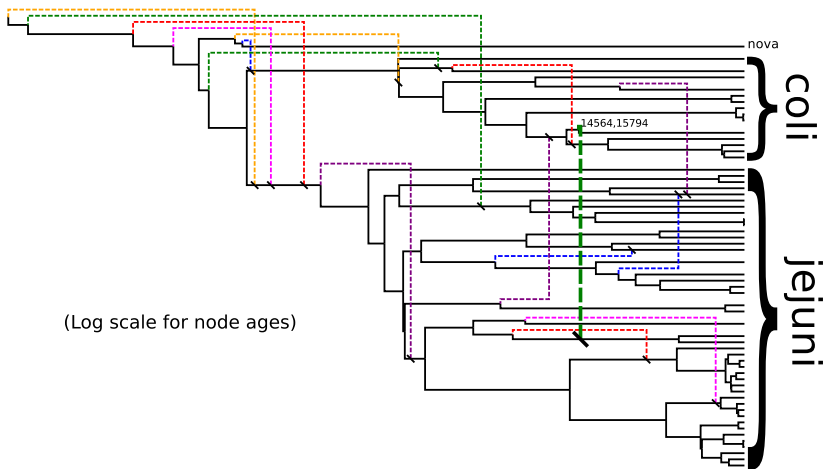 nova
coli
14564,15794
jejuni
(Log scale for node ages)